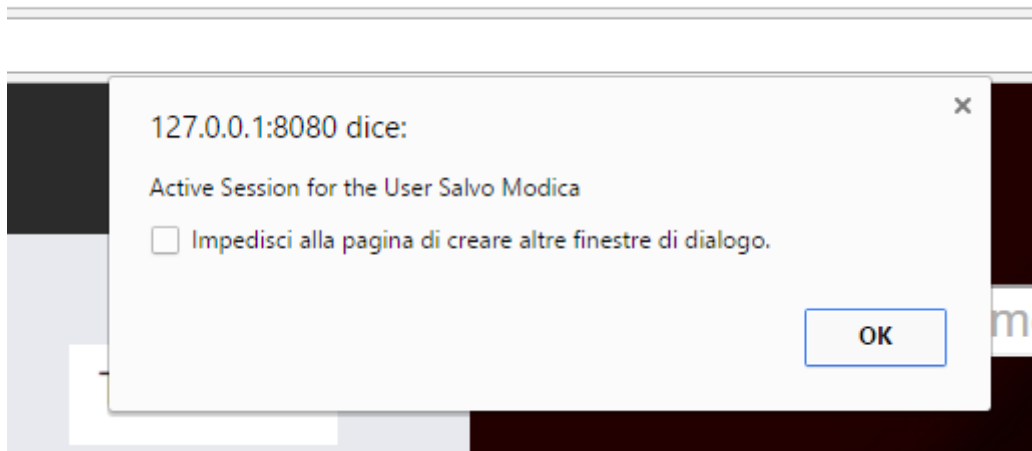 127.0.0.1:8080 dice:
Active Session for the User Salvo Modica
Impedisci alla pagina di creare altre finestre di dialogo.
OK